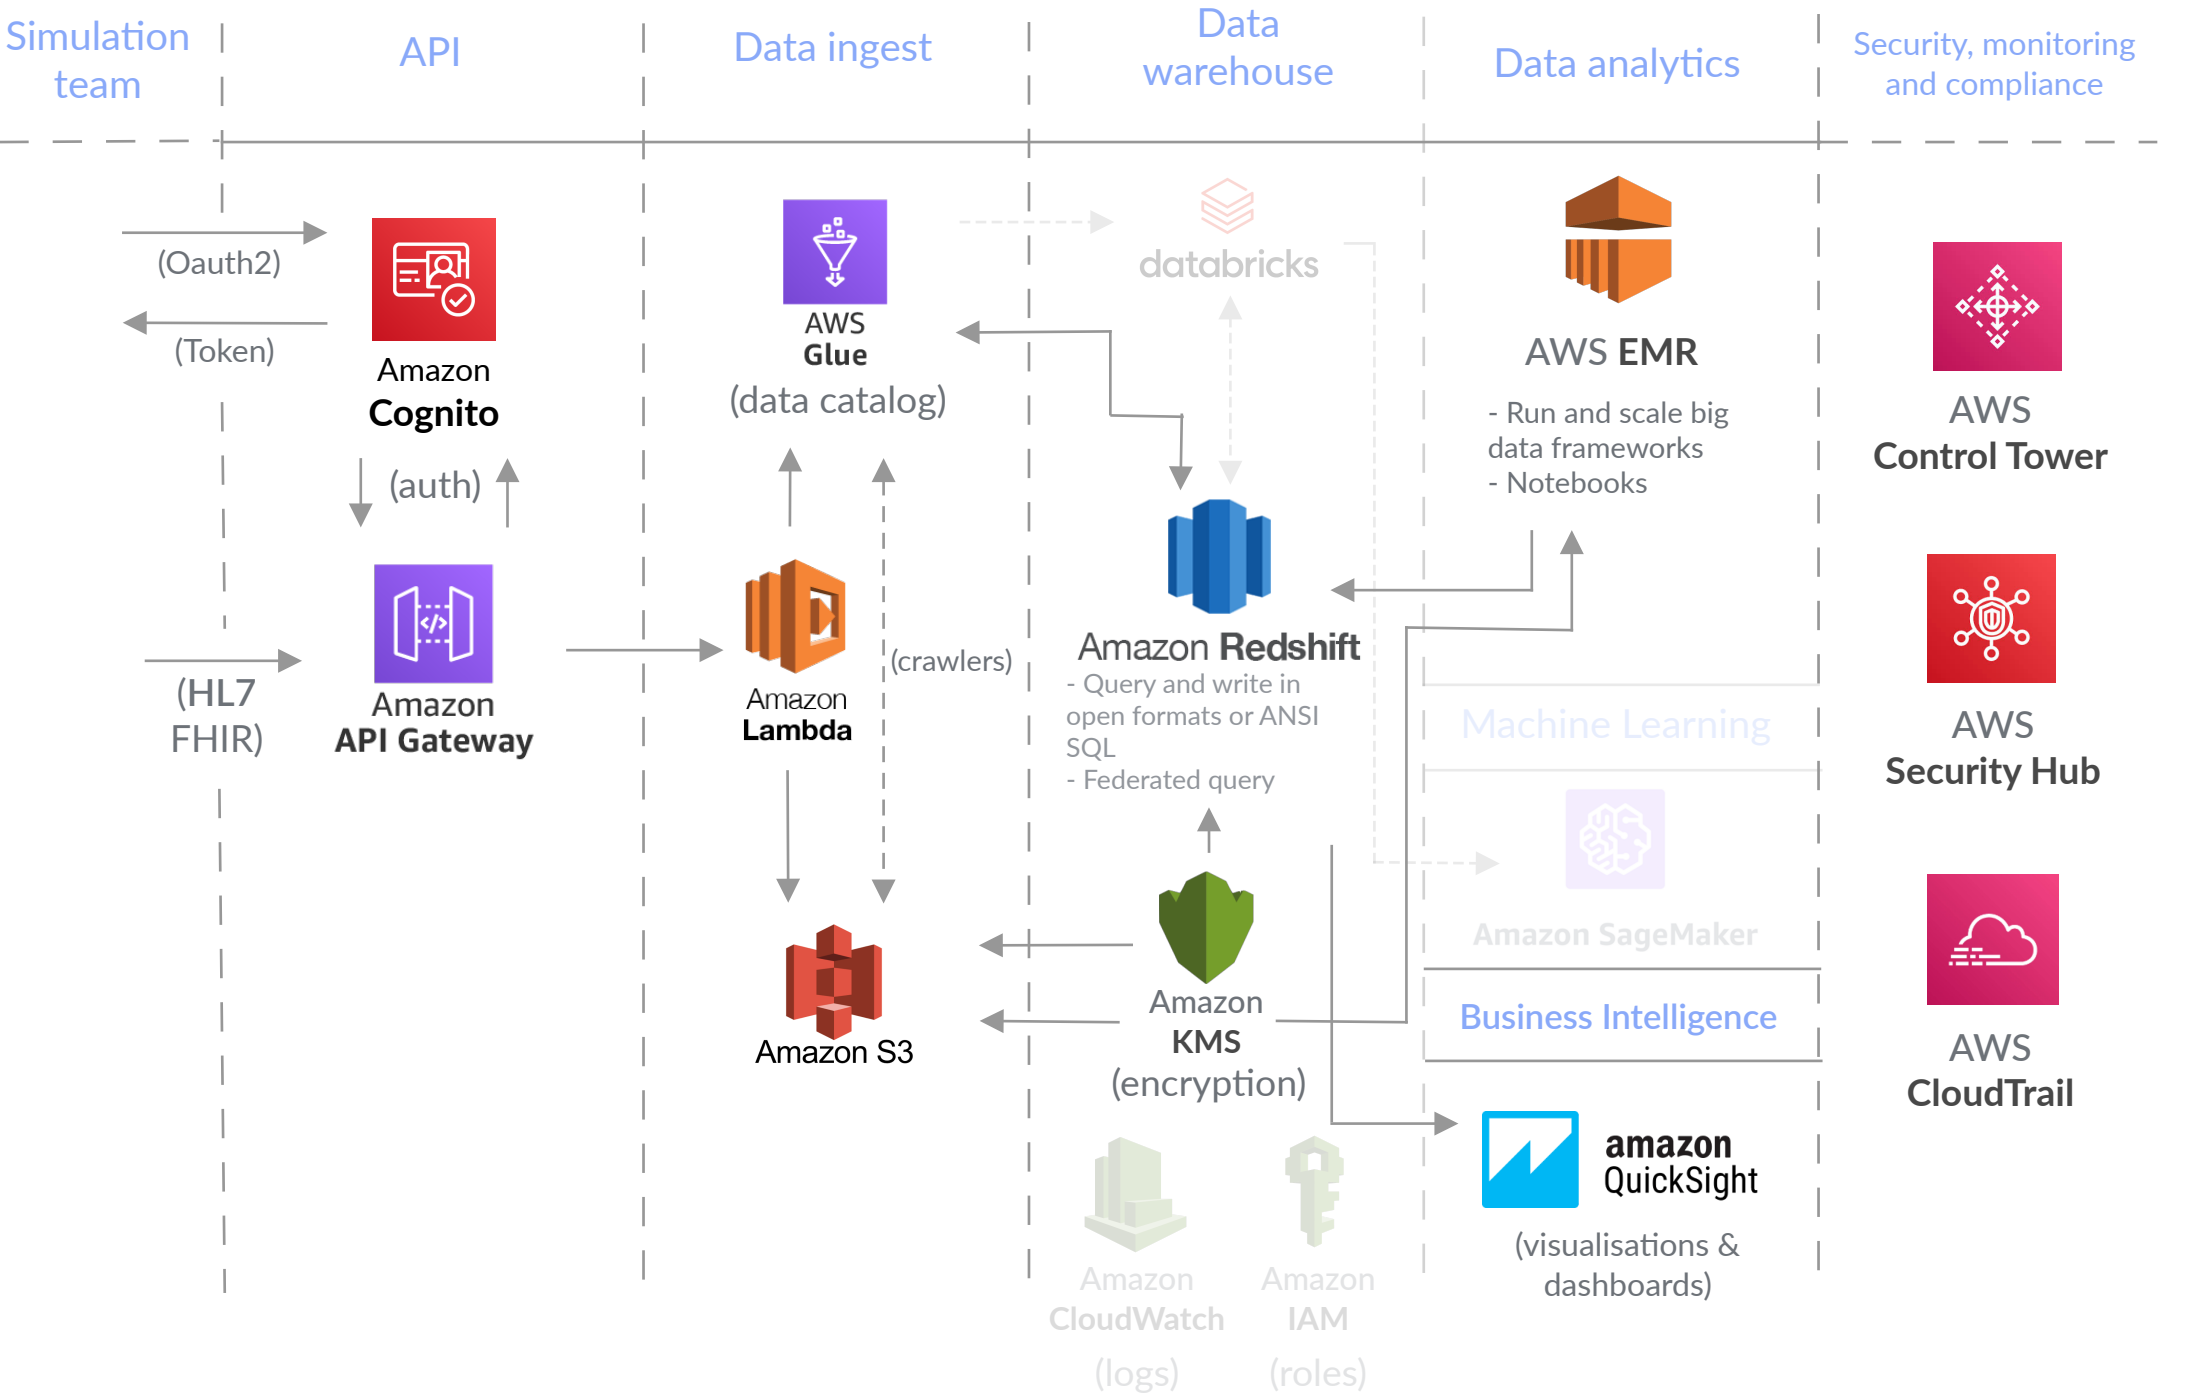 Simulation
team
API
Data ingest
Data
warehouse
Data analytics
Security, monitoring
and compliance
(Oauth2)
(Token)
Amazon
Cognito
(auth)
(HL7
FHIR)
Amazon
API Gateway
AWS
Glue
(data catalog)
Amazon
Lambda
(crawlers)
Amazon S3
databricks
Amazon Redshift
- Query and write in
open formats or ANSI
SQL
- Federated query
Amazon
KMS
(encryption)
Amazon
CloudWatch
(logs)
Amazon
IAM
(roles)
AWS EMR
- Run and scale big
data frameworks
- Notebooks
Machine Learning
Amazon SageMaker
Business Intelligence
amazon
QuickSight
(visualisations &
dashboards)
AWS
Control Tower
AWS
Security Hub
AWS
CloudTrail